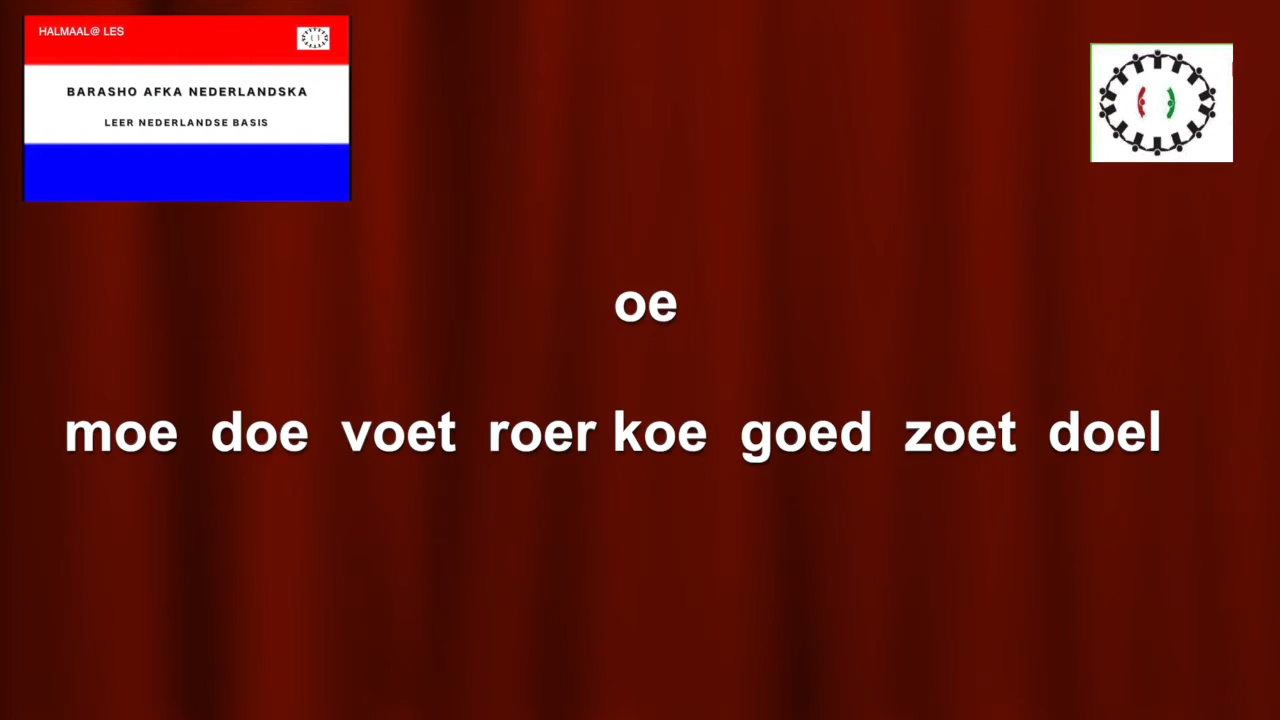 HALMAAL@ LES
BARASHO AFKA NEDERLANDSKA
LEER NEDERLANDSE BASIS
oe
moe doe voet roer koe goed zoet doel